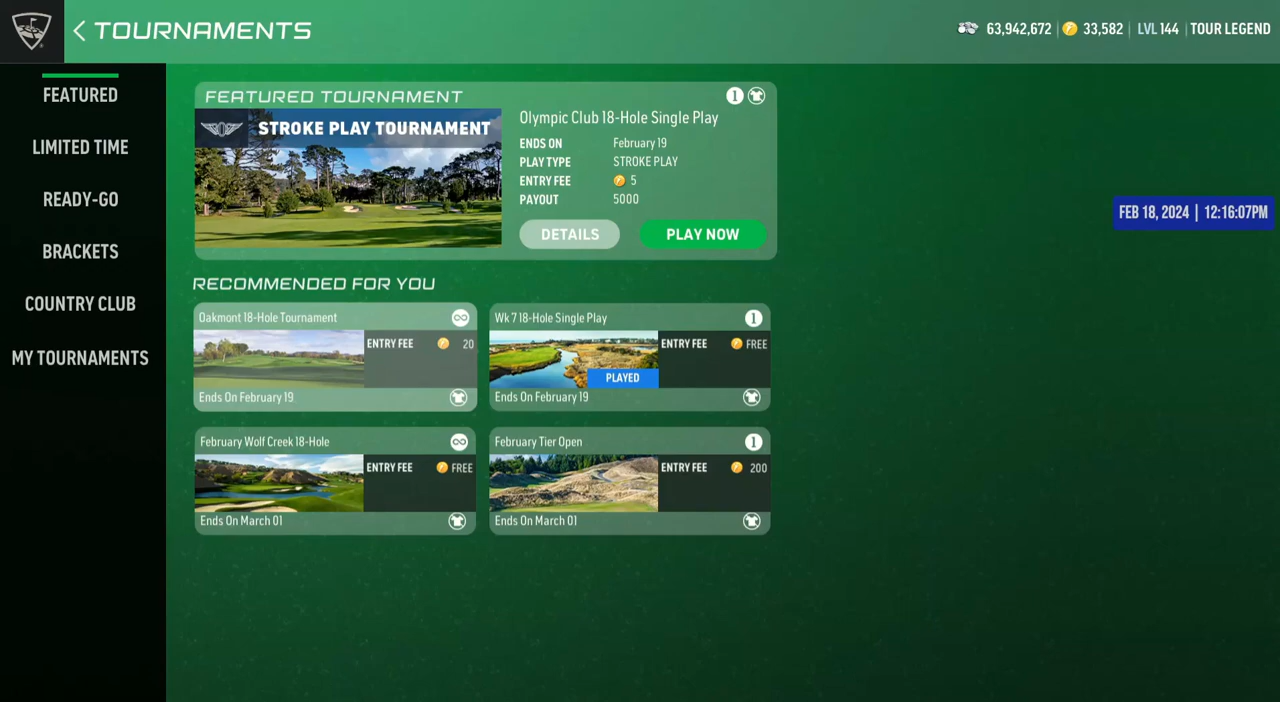 TOURNAMENTS
63,942,672 | 33,582 | LVL 144 | TOUR LEGEND
FEATURED
LIMITED TIME
READY-GO
BRACKETS
COUNTRY CLUB
MY TOURNAMENTS
FEATURED TOURNAMENT
1
STROKE PLAY TOURNAMENT
Olympic Club 18-Hole Single Play
ENDS ON February 19
PLAY TYPE STROKE PLAY
ENTRY FEE 5
PAYOUT 5000
DETAILS
PLAY NOW
FEB 18, 2024 | 12:16:07PM
RECOMMENDED FOR YOU
Oakmont 18-Hole Tournament
ENTRY FEE 20
Ends On February 19
Wk 7 18-Hole Single Play 1
ENTRY FEE FREE
PLAYED
Ends On February 19
February Wolf Creek 18-Hole
ENTRY FEE FREE
Ends On March 01
February Tier Open 1
ENTRY FEE 200
Ends On March 01